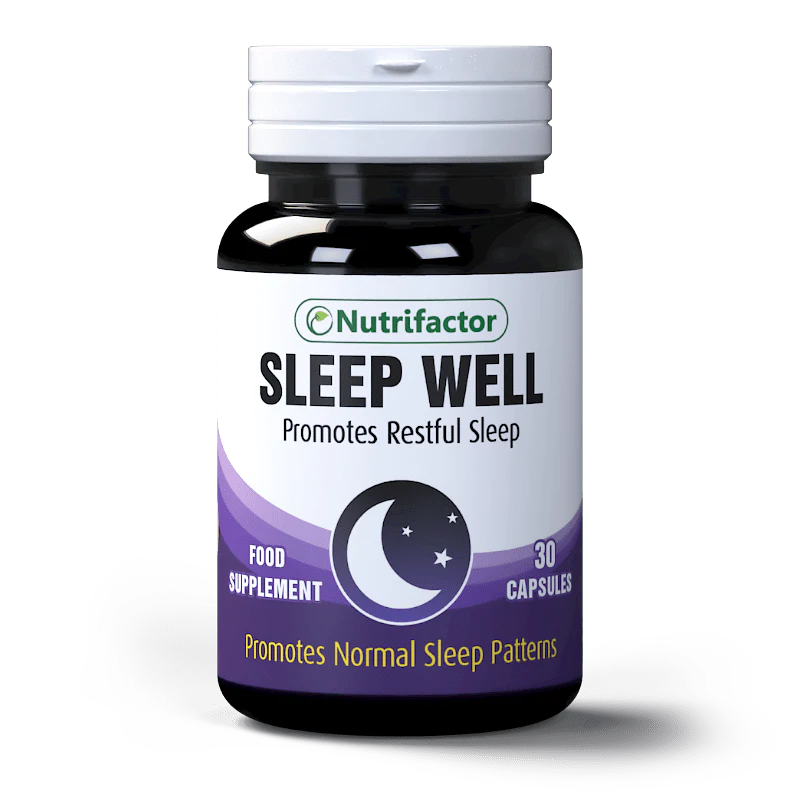 Nutrifactor
SLEEP WELL
Promotes Restful Sleep
FOOD
SUPPLEMENT
30
CAPSULES
Promotes Normal Sleep Patterns